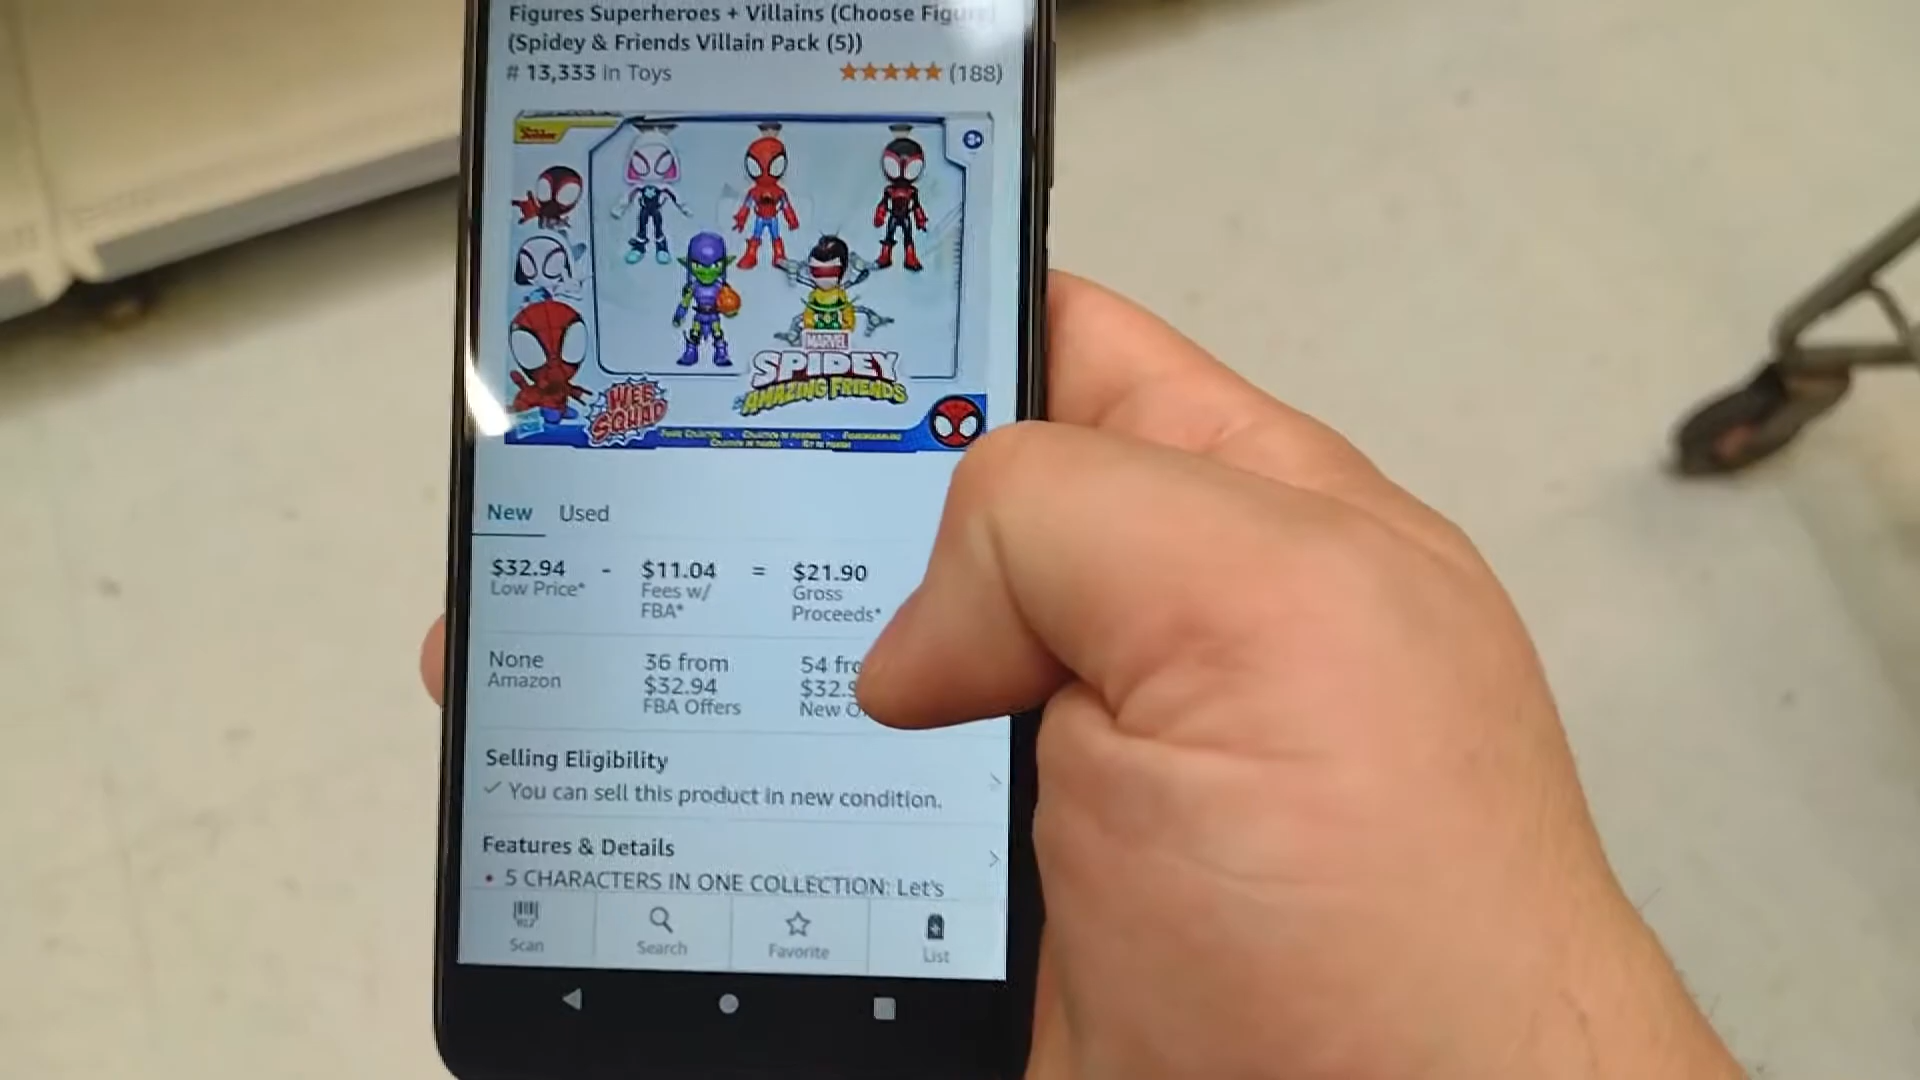 Figures Superheroes + Villains (Choose Figure)
(Spidey & Friends Villain Pack (5))
# 13,333 in Toys
(188)
WEB
SQUAD
MARVEL
SPIDEY
AMAZING FRIENDS
New Used
$32.94 - $11.04 = $21.90
Low Price* Fees w/ Gross
FBA* Proceeds*
None 36 from 54 fro
Amazon $32.94 $32.9
FBA Offers New O
Selling Eligibility
You can sell this product in new condition.
Features & Details
• 5 CHARACTERS IN ONE COLLECTION: Let's
Scan Search Favorite List